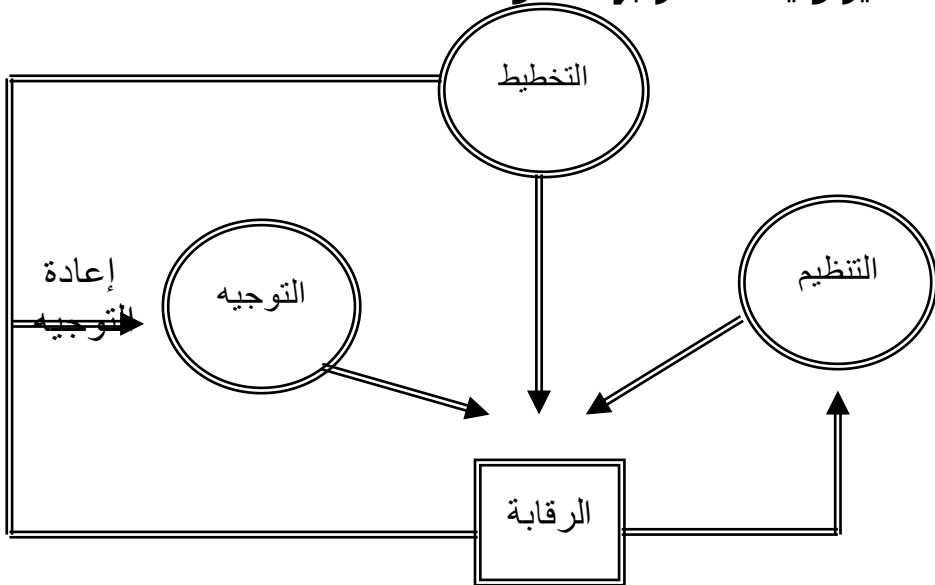 التخطيط
التنظيم
إعادة
التوجيه
التوجيه
الرقابة